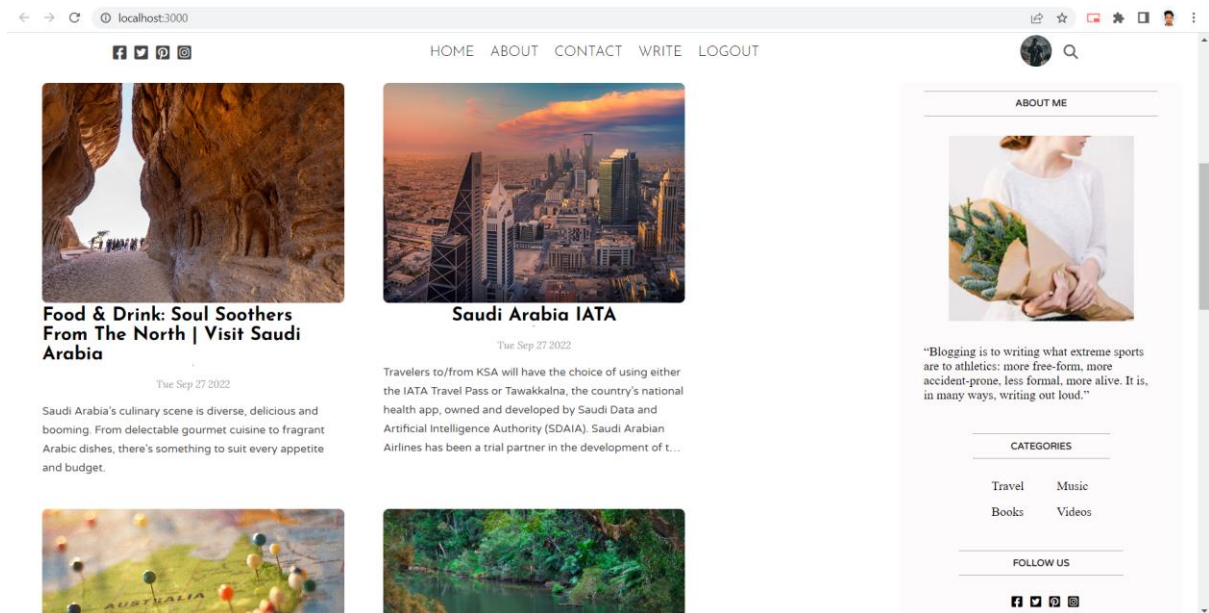 localhost:3000
HOME ABOUT CONTACT WRITE LOGOUT
Food & Drink: Soul Soothers
From The North | Visit Saudi
Arabia
Tue Sep 27 2022
Saudi Arabia's culinary scene is diverse, delicious and
booming. From delectable gourmet cuisine to fragrant
Arabic dishes, there's something to suit every appetite
and budget.
Saudi Arabia IATA
Tue Sep 27 2022
Travelers to/from KSA will have the choice of using either
the IATA Travel Pass or Tawakkalna, the country's national
health app, owned and developed by Saudi Data and
Artificial Intelligence Authority (SDAIA). Saudi Arabian
Airlines has been a trial partner in the development of t...
AUSTRALIA
ABOUT ME
“Blogging is to writing what extreme sports
are to athletics: more free-form, more
accident-prone, less formal, more alive. It is,
in many ways, writing out loud.”
CATEGORIES
Travel Music
Books Videos
FOLLOW US